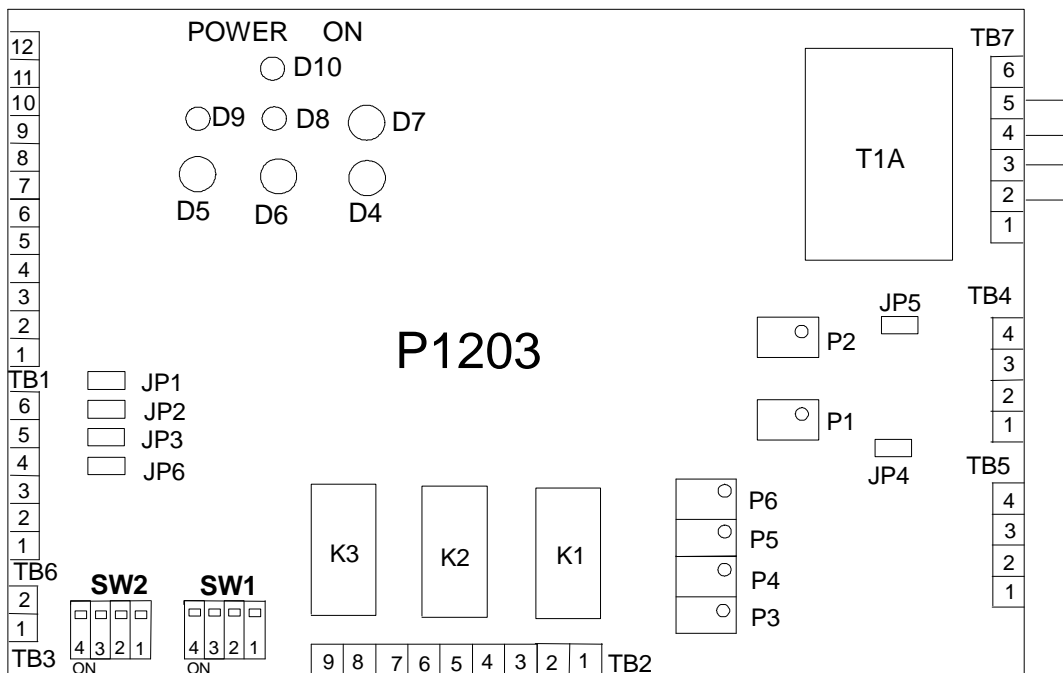 POWER ON
D10
D9 D8 D7
D5 D6 D4
12
11
10
9
8
7
6
5
4
3
2
1
TB1
6
5
4
3
2
1
TB6
2
1
TB3
JP1
JP2
JP3
JP6
P1203
T1A
TB7
6
5
4
3
2
1
JP5
P2
P1
JP4
TB4
4
3
2
1
TB5
4
3
2
1
P6
P5
P4
P3
K3 K2 K1
SW2 SW1
4 3 2 1 4 3 2 1
ON ON
9 8 7 6 5 4 3 2 1 TB2